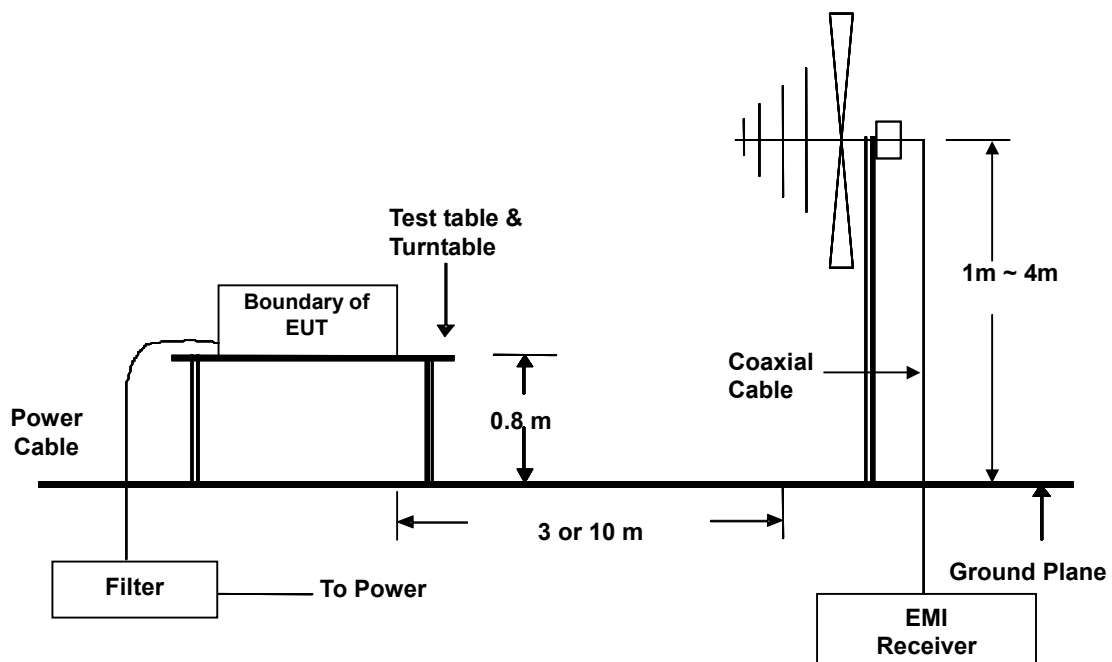 Test table &
Turntable
Boundary of
EUT
1m ~ 4m
Coaxial
Cable
0.8 m
Power
Cable
3 or 10 m
Filter
To Power
Ground Plane
EMI
Receiver